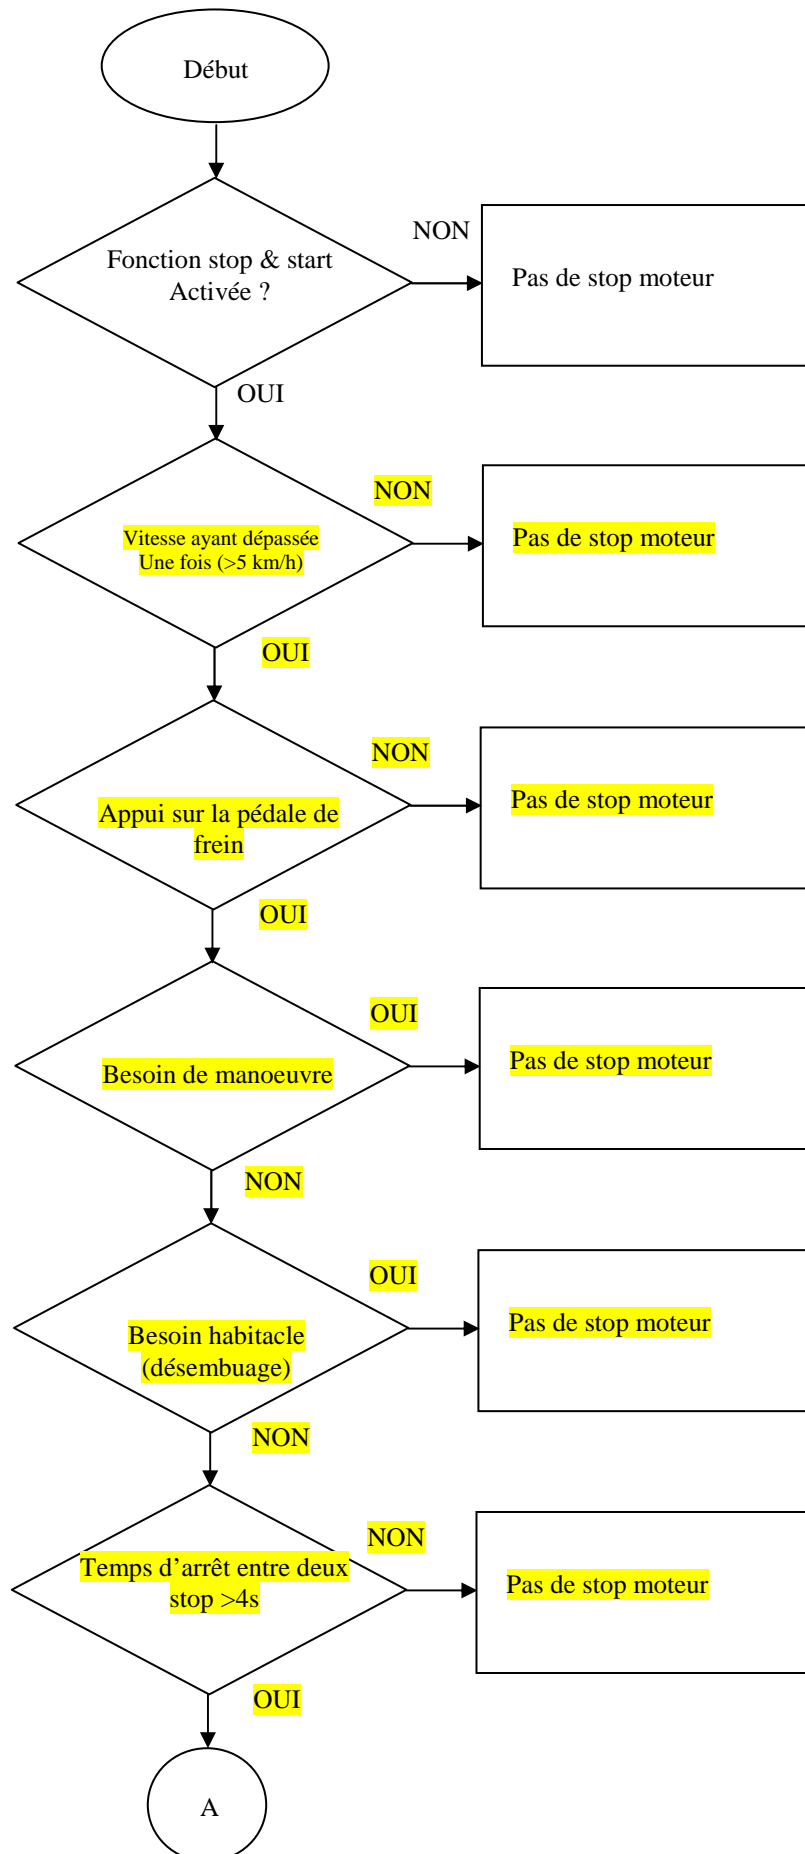 Début
NON
Fonction stop & start
Activée ?
Pas de stop moteur
OUI
NON
Vitesse ayant dépassée
Une fois (>5 km/h)
Pas de stop moteur
OUI
NON
Appui sur la pédale de
frein
Pas de stop moteur
OUI
OUI
Besoin de manoeuvre
Pas de stop moteur
NON
OUI
Besoin habitacle
(désembuage)
Pas de stop moteur
NON
NON
Temps d’arrêt entre deux
stop >4s
Pas de stop moteur
OUI
A